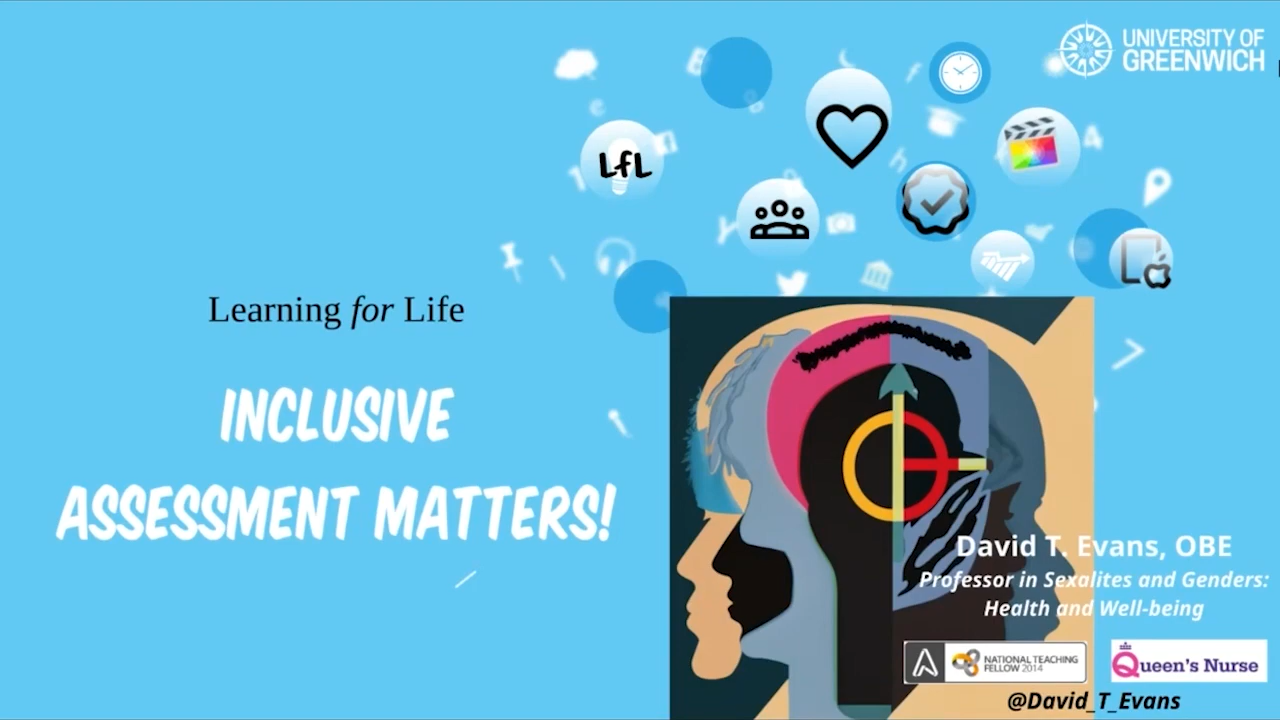 UNIVERSITY OF
GREENWICH
LfL
Learning for Life
INCLUSIVE
ASSESSMENT MATTERS!
David T. Evans, OBE
Professor in Sexalites and Genders:
Health and Well-being
NATIONAL TEACHING
FELLOW 2014
Queen's Nurse
@David_T_Evans